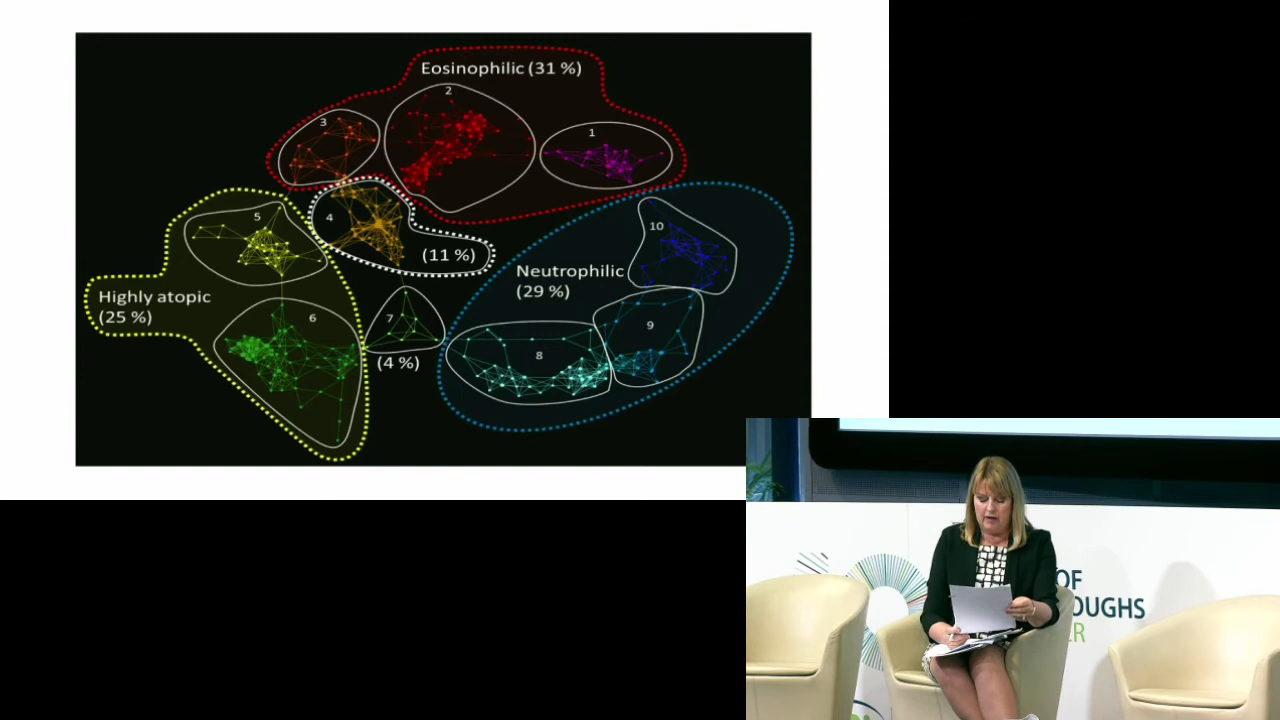 Eosinophilic (31 %)
2
3
1
5
4
10
(11 %)
Neutrophilic
(29 %)
Highly atopic
(25 %)
6
7
9
8
(4 %)
OF
OUGHS
ER